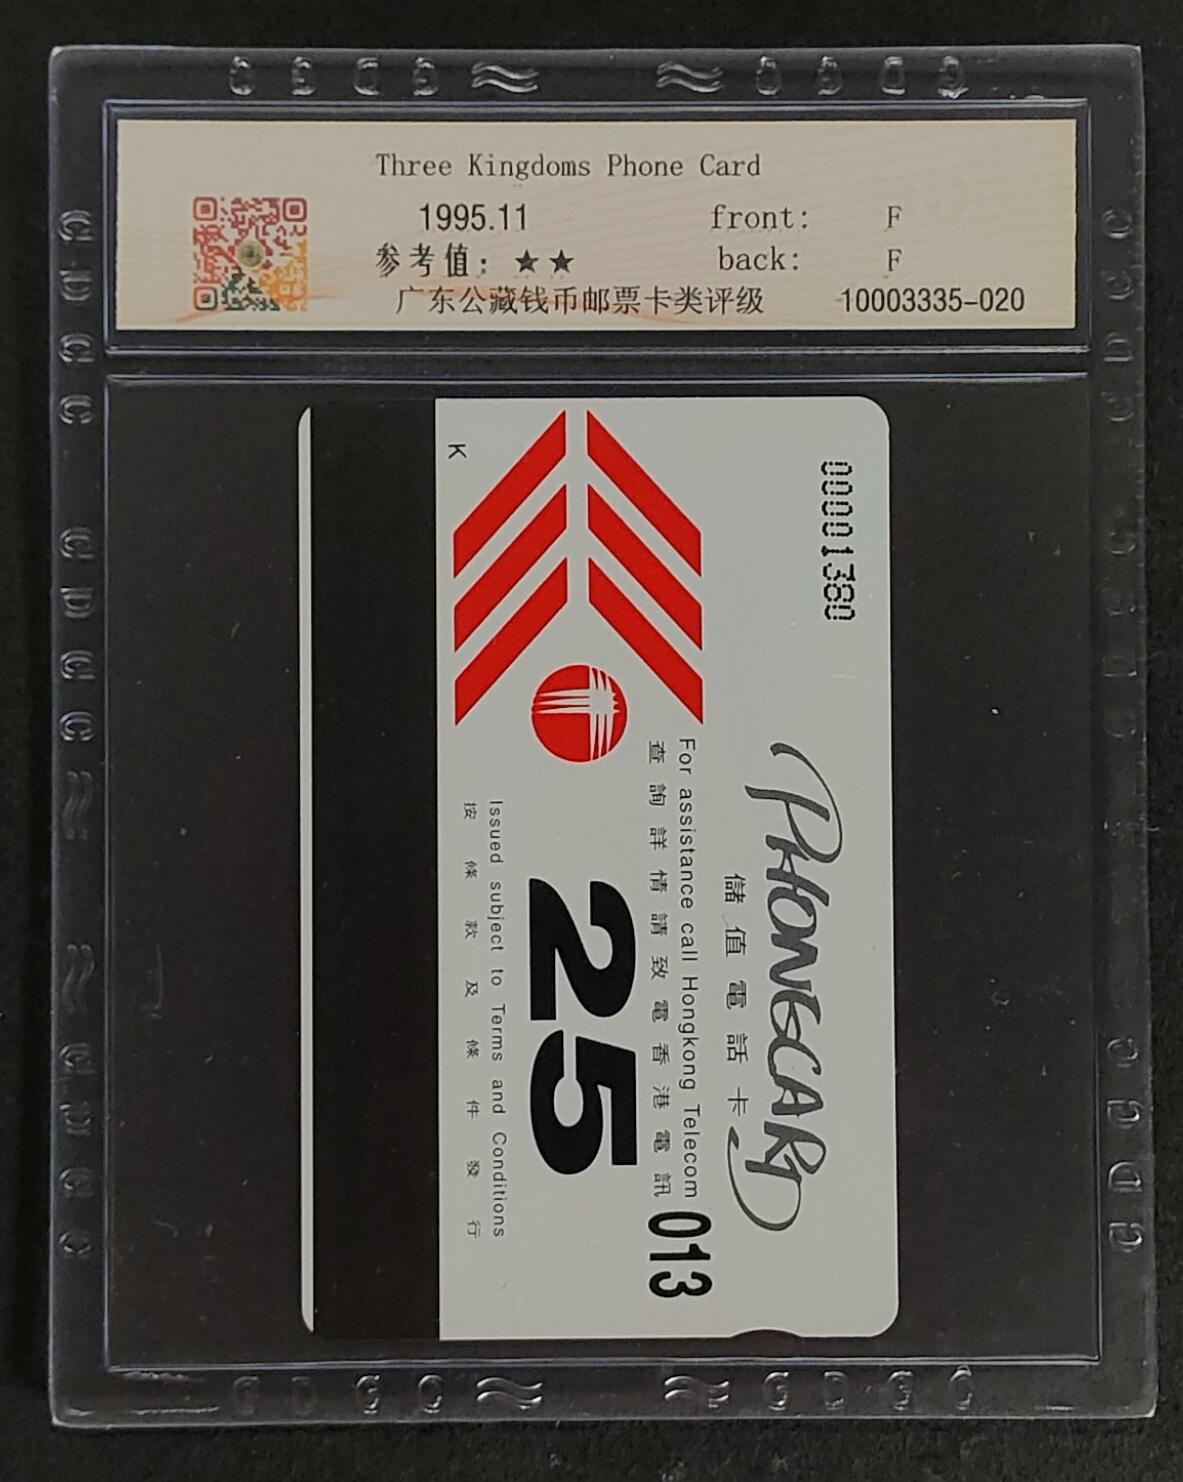 Three Kingdoms Phone Card
1995.11 front: F
参考值：★★ back: F
广东公藏钱币邮票卡类评级 10003335-020
00001380
PHONECARD
儲值電話卡
For assistance call Hongkong Telecom
查詢詳情請致電香港電訊
013
25
Issued subject to Terms and Conditions
按條款及條件發行
K